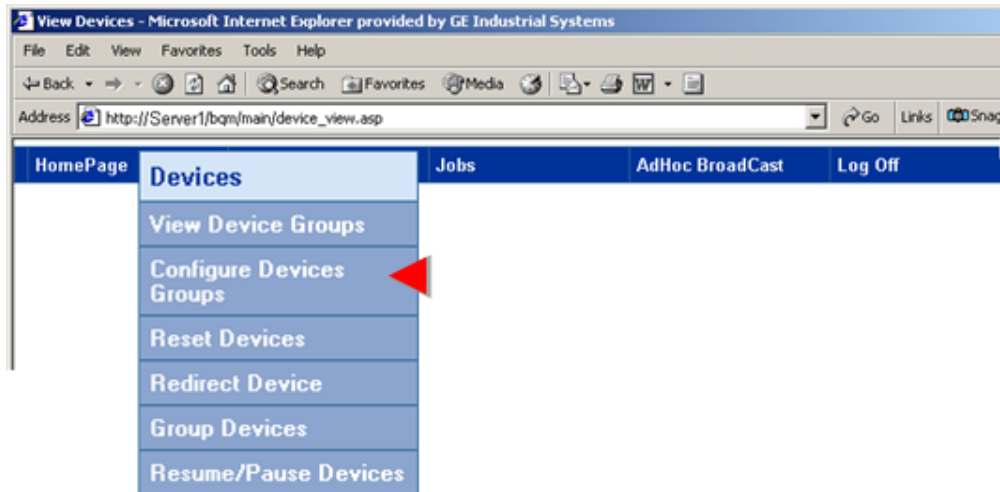 View Devices - Microsoft Internet Explorer provided by GE Industrial Systems
File Edit View Favorites Tools Help
Back Search Favorites Media
Address http://Server1/bqm/main/device_view.asp Go Links Snag
HomePage Jobs AdHoc BroadCast Log Off
Devices
View Device Groups
Configure Devices
Groups
Reset Devices
Redirect Device
Group Devices
Resume/Pause Devices